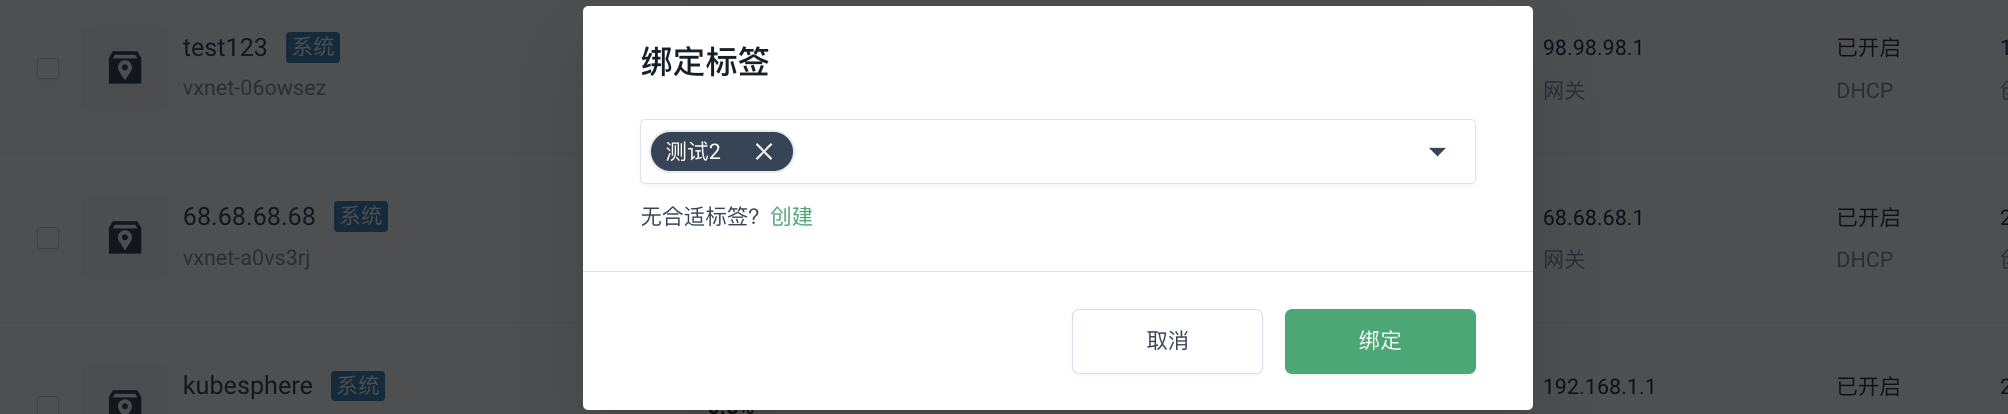 test123 系统
vxnet-06owsez
68.68.68.68 系统
vxnet-a0vs3rj
kubesphere 系统
绑定标签
测试2
无合适标签? 创建
取消 绑定
98.98.98.1 已开启
网关 DHCP
68.68.68.1 已开启
网关 DHCP
192.168.1.1 已开启